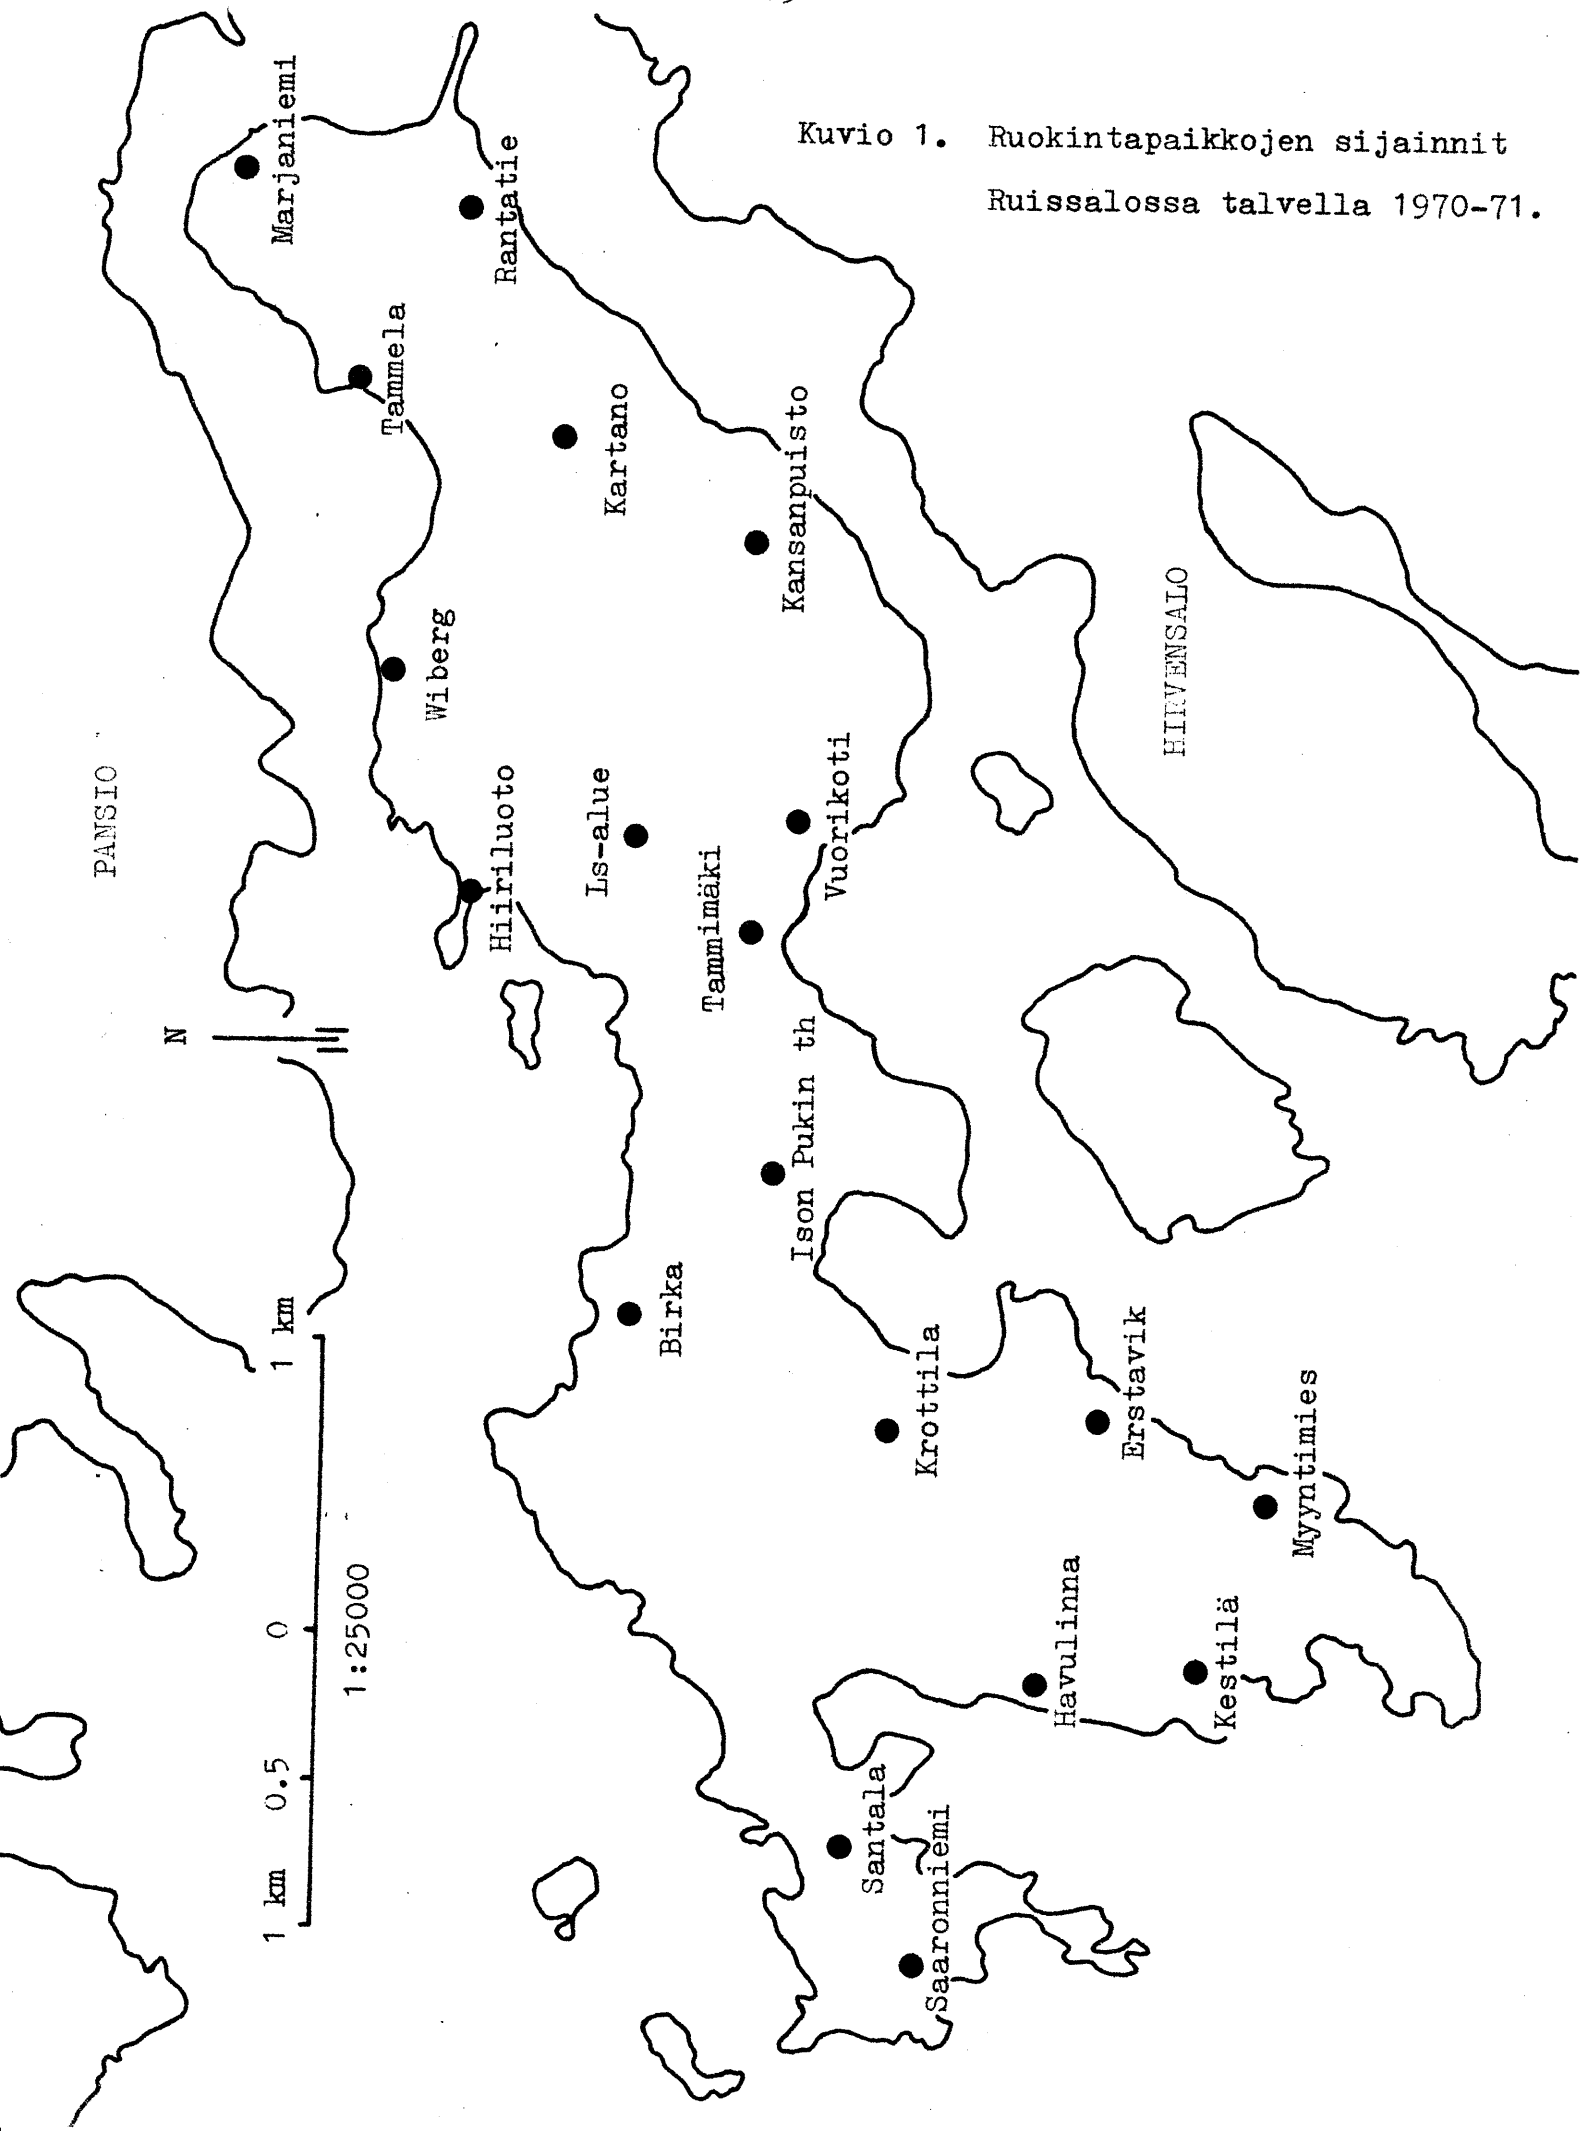 Kuvio 1. Ruokintapaikkojen sijainnit
Ruissalossa talvella 1970-71.
Marjaniemi
Rantatie
Tammela
Kartano
Kansanpuisto
Wiberg
PANSIO
HIRVENSALO
Hiiriluoto
Ls-alue
Vuorikoti
Tammimäki
N
Ison Pukin th
Birka
Krottila
Erstavik
Myyntimies
Havulinna
Kestilä
Santala
Saaronniemi
1 km 0.5 0 1 km
1:25000